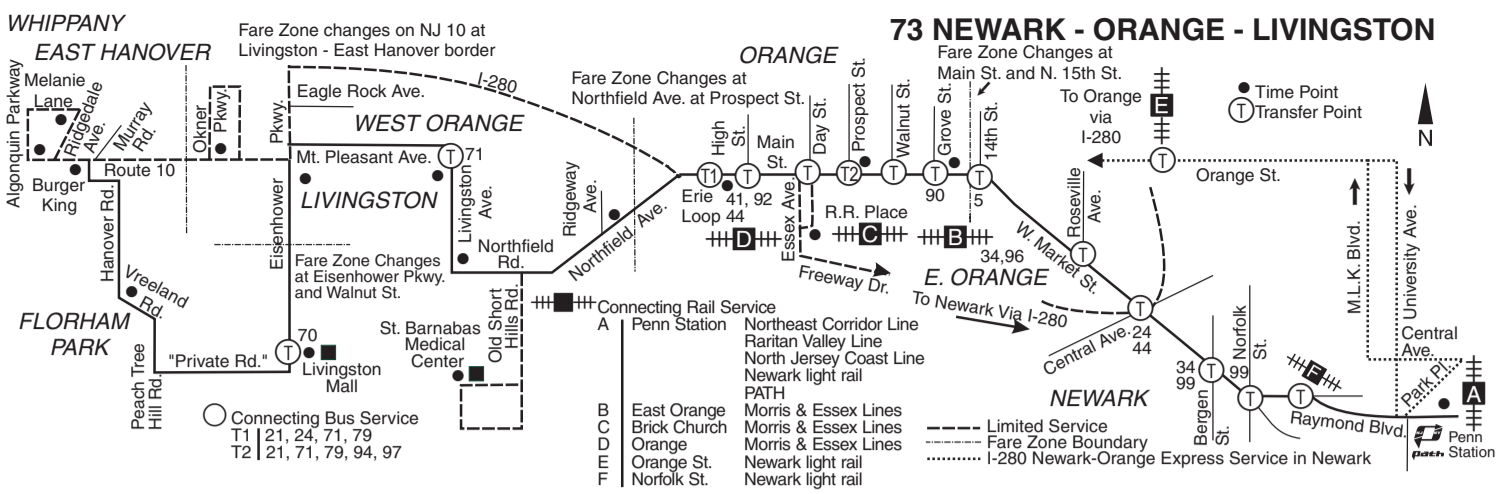 WHIPPANY
73 NEWARK - ORANGE - LIVINGSTON
EAST HANOVER
Fare Zone changes on NJ 10 at
Livingston - East Hanover border
ORANGE
Fare Zone Changes at
Main St. and N. 15th St.
Fare Zone Changes at
Northfield Ave. at Prospect St.
I-280
Melanie
Lane
Algonquin Parkway
Ridgedale
Ave.
Murray
Rd.
Okner
Pkwy.
Pkwy.
Eisenhower
Eagle Rock Ave.
WEST ORANGE
Mt. Pleasant Ave.
T
71
Route 10
Burger
King
LIVINGSTON
Livingston
Ave.
Hanover Rd.
Ridgeway
Ave.
Northfield Ave.
Northfield
Rd.
High
St.
Main
St.
Day St.
Prospect St.
Walnut St.
Grove St.
14th St.
T1
T
T
T2
T
T
T
Erie
Loop
41, 92
44
90
5
Essex Ave.
R.R. Place
D
C
B
Freeway Dr.
34,96
E. ORANGE
To Newark Via I-280
W. Market St.
Roseville
Ave.
T
To Orange
via
I-280
E
T
Orange St.
Time Point
T
Transfer Point
N
M.L.K. Blvd.
University Ave.
Central
Ave.
Park Pl.
A
Penn
Station
path
Raymond Blvd.
F
T
T
Norfolk
St.
99
34
99
T
Bergen
St.
T
24
44
Central Ave.
NEWARK
Vreeland
Rd.
FLORHAM
PARK
Peach Tree
Hill Rd.
"Private Rd."
Fare Zone Changes
at Eisenhower Pkwy.
and Walnut St.
70
T
Livingston
Mall
St. Barnabas
Medical
Center
Old Short
Hills Rd.
Connecting Bus Service
T1 21, 24, 71, 79
T2 21, 71, 79, 94, 97
Connecting Rail Service
A Penn Station Northeast Corridor Line
Raritan Valley Line
North Jersey Coast Line
Newark light rail
PATH
B East Orange Morris & Essex Lines
C Brick Church Morris & Essex Lines
D Orange Morris & Essex Lines
E Orange St. Newark light rail
F Norfolk St. Newark light rail
Limited Service
Fare Zone Boundary
I-280 Newark-Orange Express Service in Newark